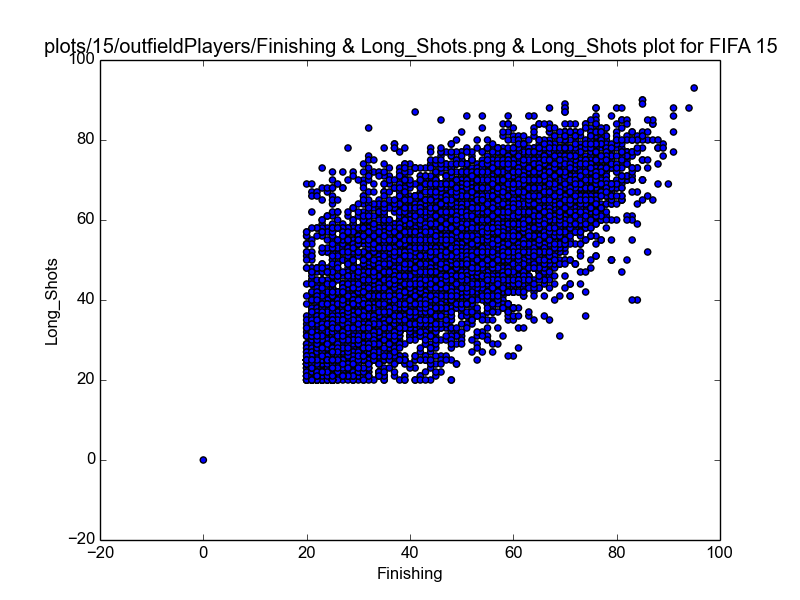 plots/15/outfieldPlayers/Finishing & Long_Shots.png & Long_Shots plot for FIFA 15
100
80
60
40
20
0
−20
Long_Shots
−20 0 20 40 60 80 100
Finishing